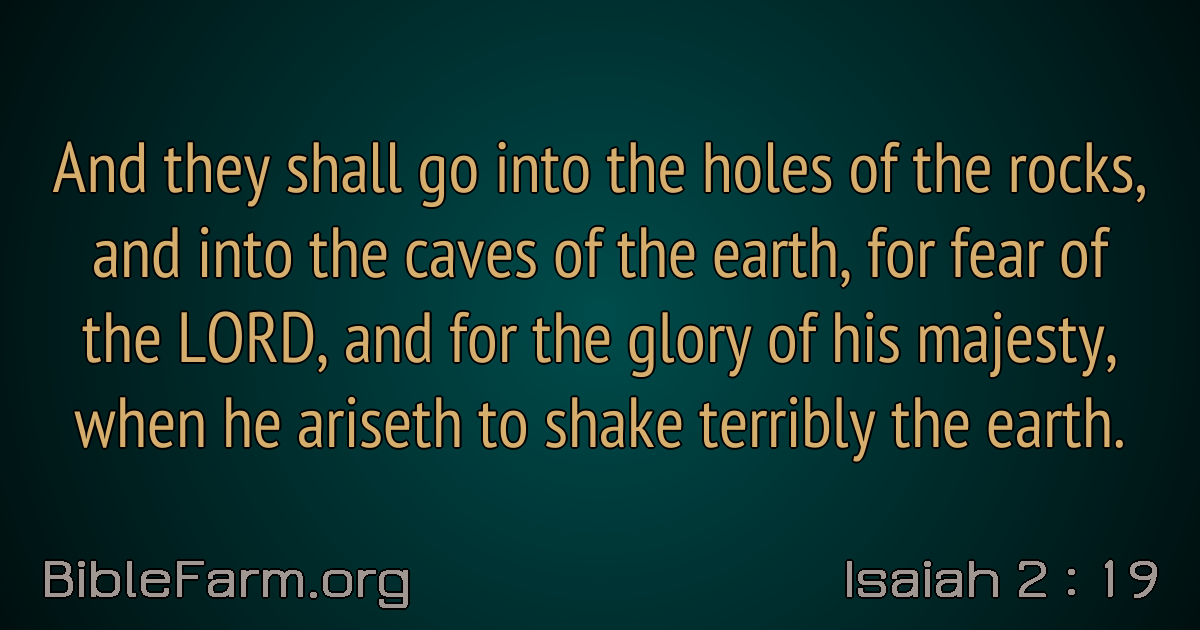 And they shall go into the holes of the rocks,
and into the caves of the earth, for fear of
the LORD, and for the glory of his majesty,
when he ariseth to shake terribly the earth.
BibleFarm.org
Isaiah 2 : 19